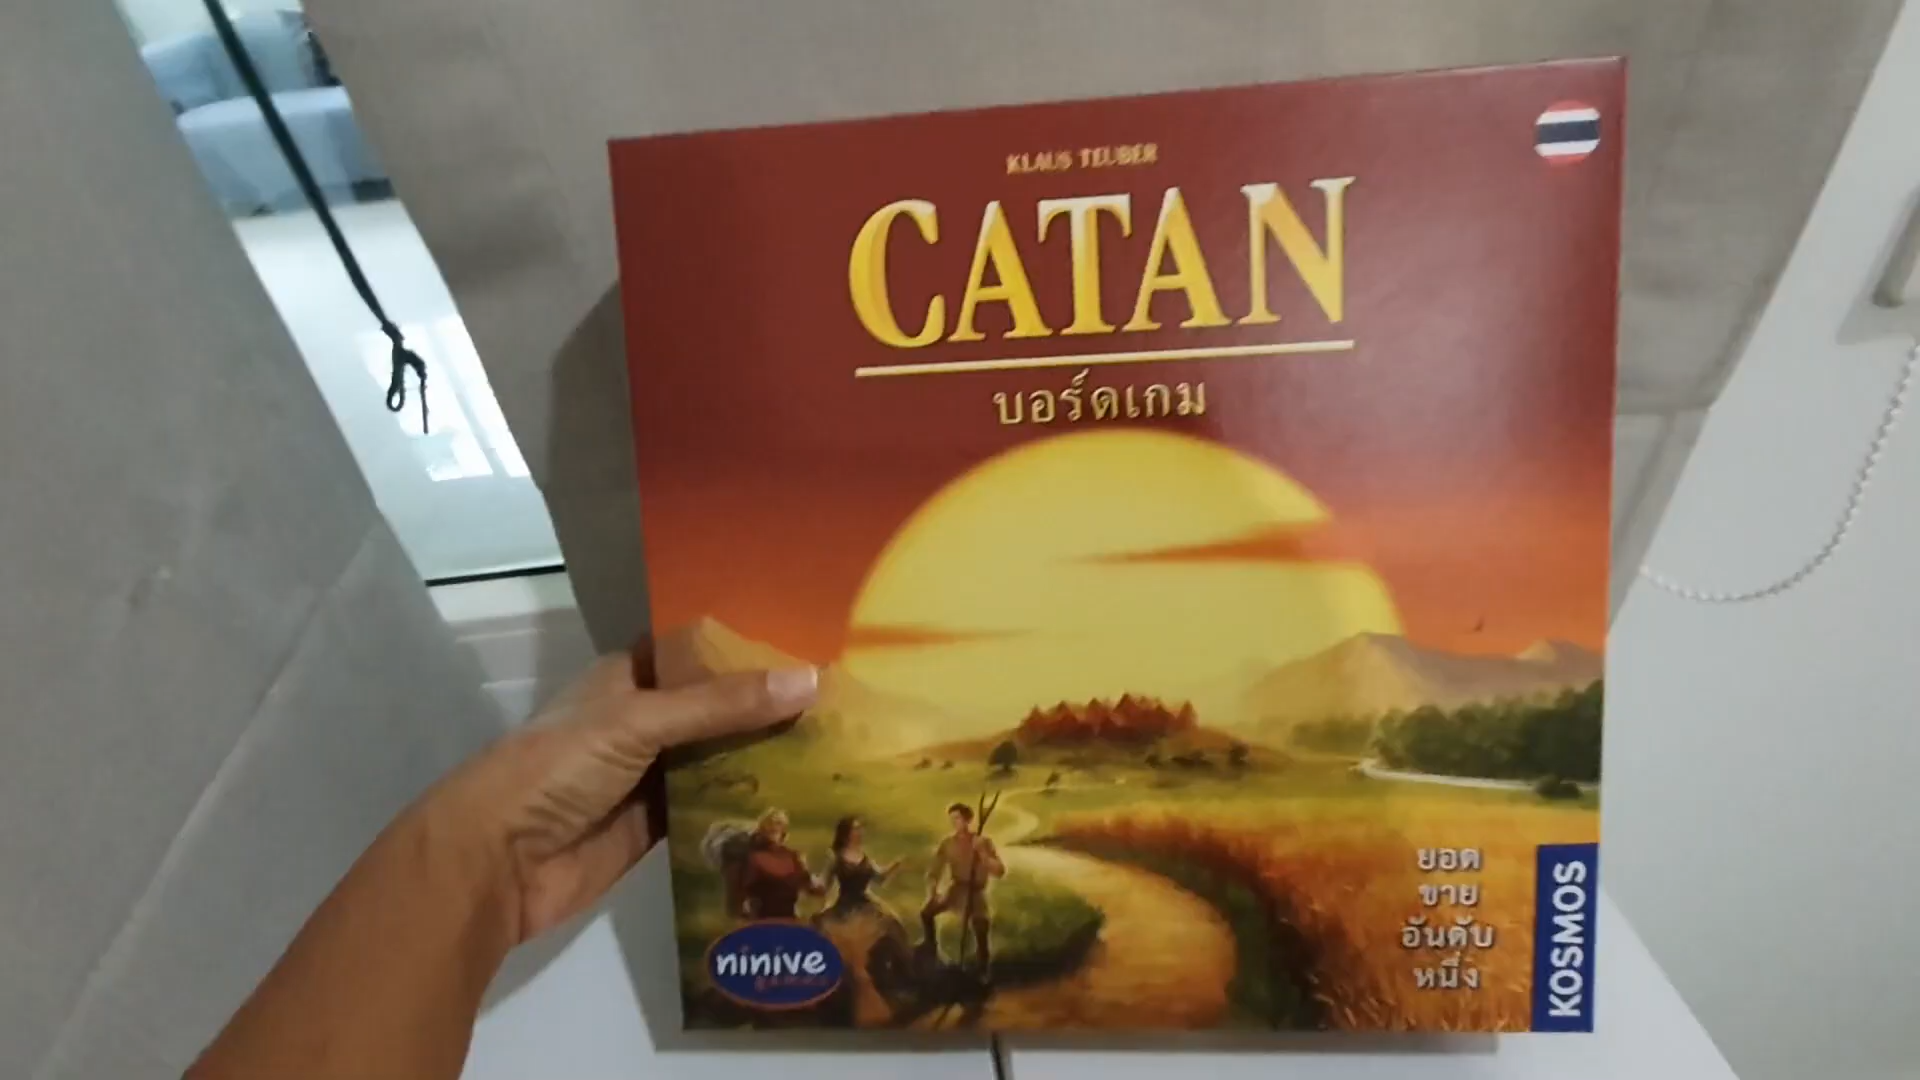 KLAUS TEUBER
CATAN
บอร์ดเกม
ยอด
ขาย
อันดับ
หนึ่ง
ninive
games
KOSMOS